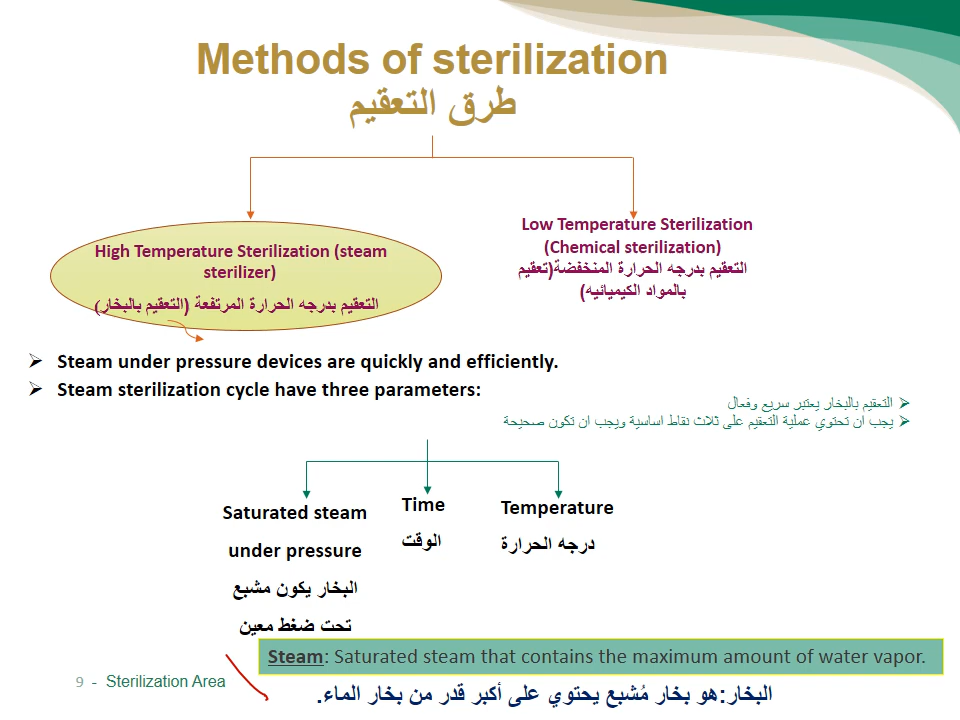 Methods of sterilization
طرق التعقيم
High Temperature Sterilization (steam
sterilizer)
التعقيم بدرجه الحرارة المرتفعة (التعقيم بالبخار)
Low Temperature Sterilization
(Chemical sterilization)
التعقيم بدرجه الحرارة المنخفضة(تعقيم
بالمواد الكيميائيه)
➢ Steam under pressure devices are quickly and efficiently.
➢ Steam sterilization cycle have three parameters:
التعقيم بالبخار يعتبر سريع وفعال
يجب ان تحتوي عملية التعقيم على ثلاث نقاط اساسية ويجب ان تكون صحيحة
Saturated steam
under pressure
البخار يكون مشبع
تحت ضغط معين
Time
الوقت
Temperature
درجه الحرارة
Steam: Saturated steam that contains the maximum amount of water vapor.
البخار:هو بخار مُشبع يحتوي على أكبر قدر من بخار الماء.
9 - Sterilization Area